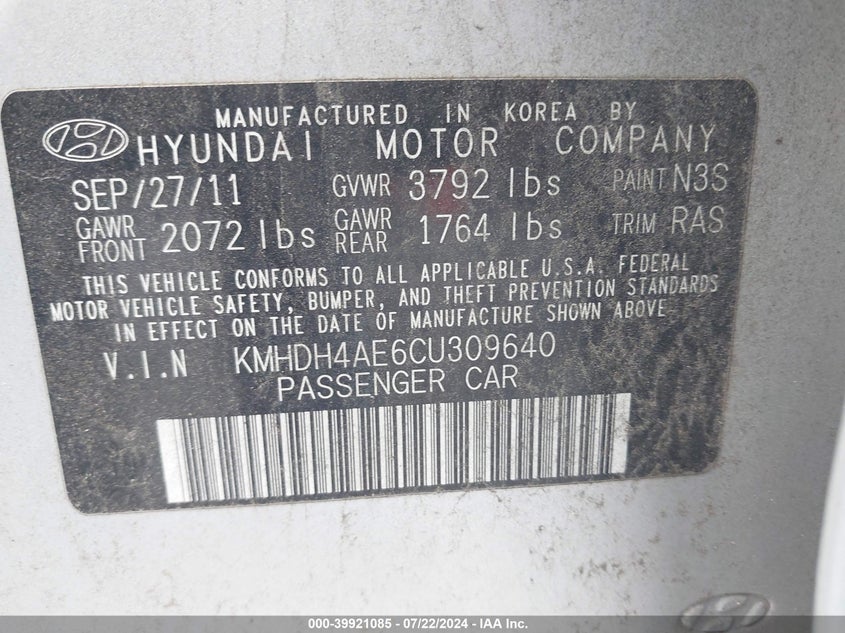 MANUFACTURED IN KOREA BY
HYUNDAI MOTOR COMPANY
SEP/27/11 GVWR 3792 lbs PAINT N3S
GAWR FRONT 2072 lbs GAWR REAR 1764 lbs TRIM RAS
THIS VEHICLE CONFORMS TO ALL APPLICABLE U.S.A. FEDERAL
MOTOR VEHICLE SAFETY, BUMPER, AND THEFT PREVENTION STANDARDS
IN EFFECT ON THE DATE OF MANUFACTURE SHOWN ABOVE
V.I.N KMHDH4AE6CU309640
PASSENGER CAR
000-39921085 - 07/22/2024 - IAA Inc.